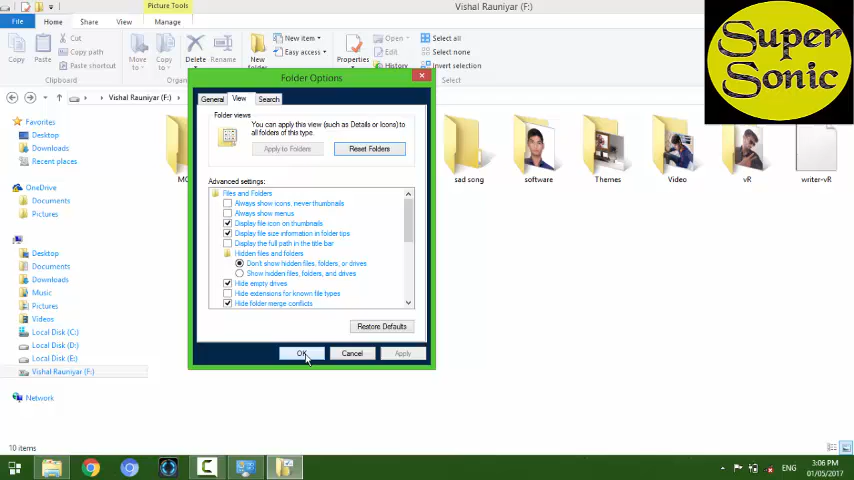 Picture Tools
Vishal Rauniyar (F:)
File Home Share View Manage
Copy Paste Cut Copy path Paste shortcut
Clipboard
Move to Copy to Delete Rename
New folder New item Easy access
Properties Open Edit History
Select all
Select none
Invert selection
Select
Super Sonic
Vishal Rauniyar (F:)
Favorites
Desktop
Downloads
Recent places
OneDrive
Documents
Pictures
Desktop
Documents
Downloads
Music
Pictures
Videos
Local Disk (C:)
Local Disk (D:)
Local Disk (E:)
Vishal Rauniyar (F:)
Network
Folder Options
General View Search
Folder views
You can apply this view (such as Details or Icons) to
all folders of this type.
Apply to Folders Reset Folders
Advanced settings:
Files and Folders
Always show icons, never thumbnails
Always show menus
Display file icon on thumbnails
Display file size information in folder tips
Display the full path in the title bar
Hidden files and folders
Don't show hidden files, folders, or drives
Show hidden files, folders, and drives
Hide empty drives
Hide extensions for known file types
Hide folder merge conflicts
Restore Defaults
OK Cancel Apply
sad song software Themes Video vR writer-vR
10 items
ENG
3:06 PM
01/05/2017